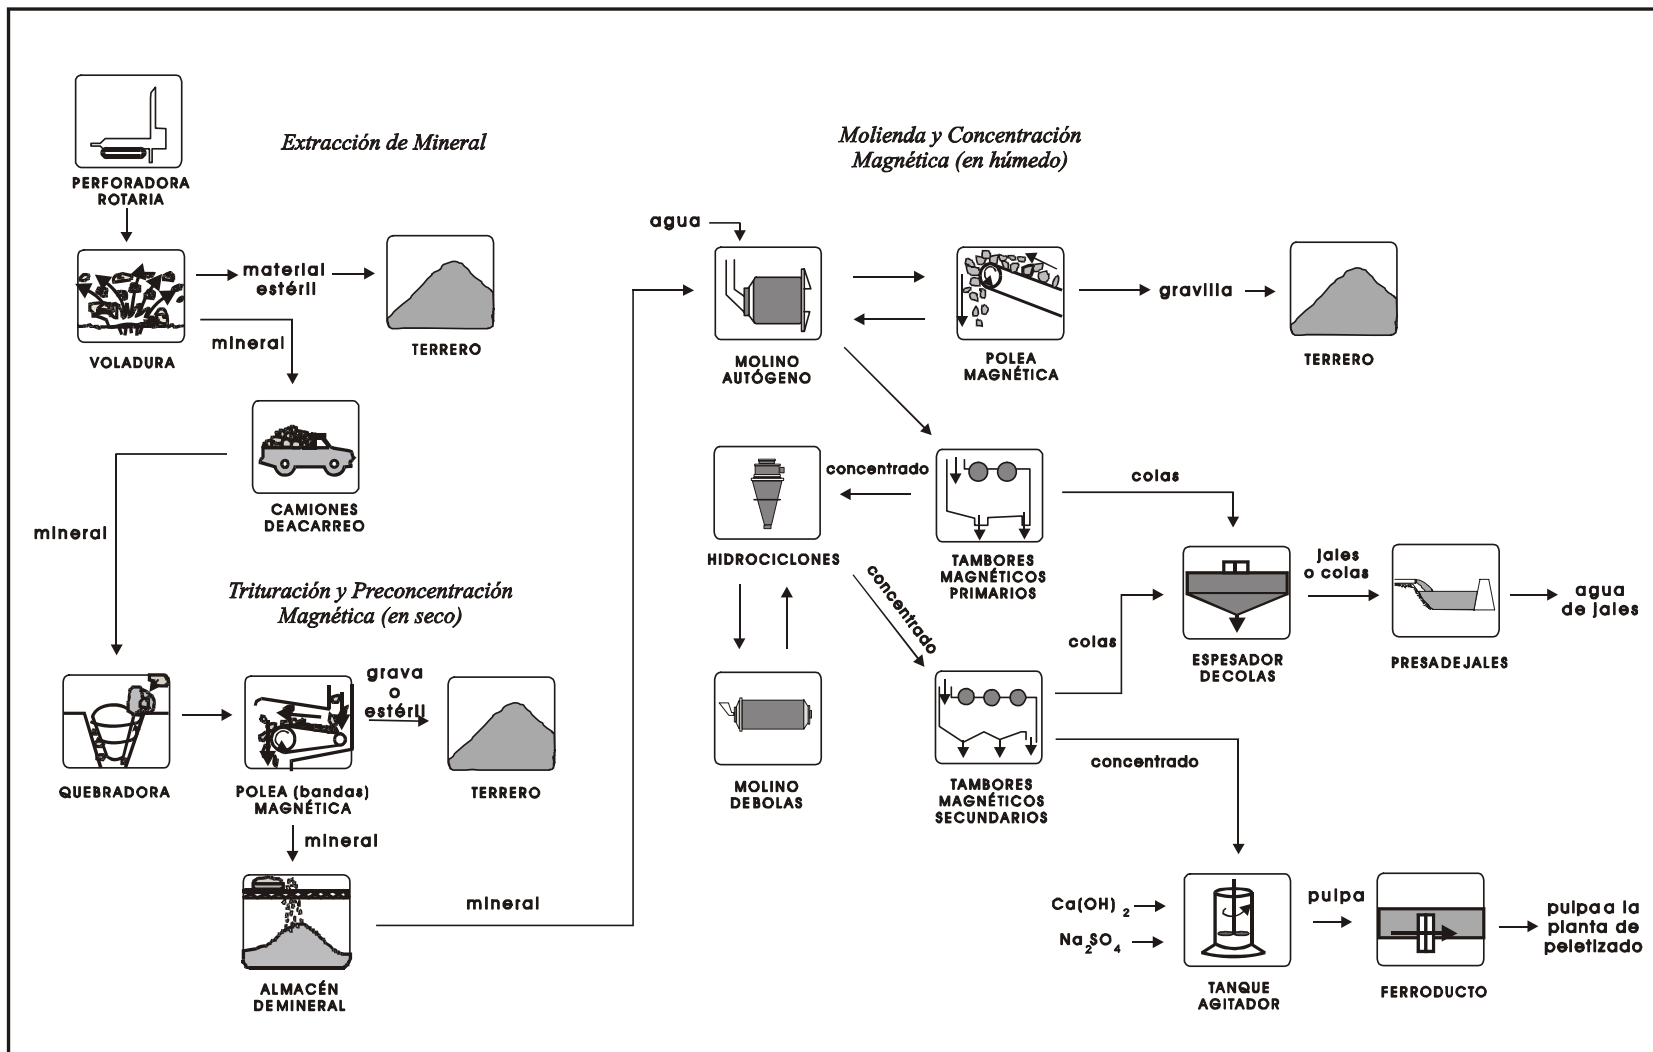 PERFORADORA
ROTARIA
Extracción de Mineral
VOLADURA
material
estéril
TERRERO
mineral
CAMIONES
DEACARREO
mineral
Trituración y Preconcentración
Magnética (en seco)
QUEBRADORA
POLEA (bandas)
MAGNÉTICA
grava
o
estéril
TERRERO
mineral
ALMACÉN
DEMINERAL
mineral
Molienda y Concentración
Magnética (en húmedo)
agua
MOLINO
AUTÓGENO
POLEA
MAGNÉTICA
gravilla
TERRERO
HIDROCICLONES
concentrado
TAMBORES
MAGNÉTICOS
PRIMARIOS
colas
concentrado
MOLINO
DEBOLAS
TAMBORES
MAGNÉTICOS
SECUNDARIOS
colas
ESPESADOR
DECOLAS
jales
o colas
PRESADEJALES
agua
de jales
concentrado
Ca(OH) 2
Na2SO4
TANQUE
AGITADOR
pulpa
FERRODUCTO
pulpaa la
planta de
peletizado